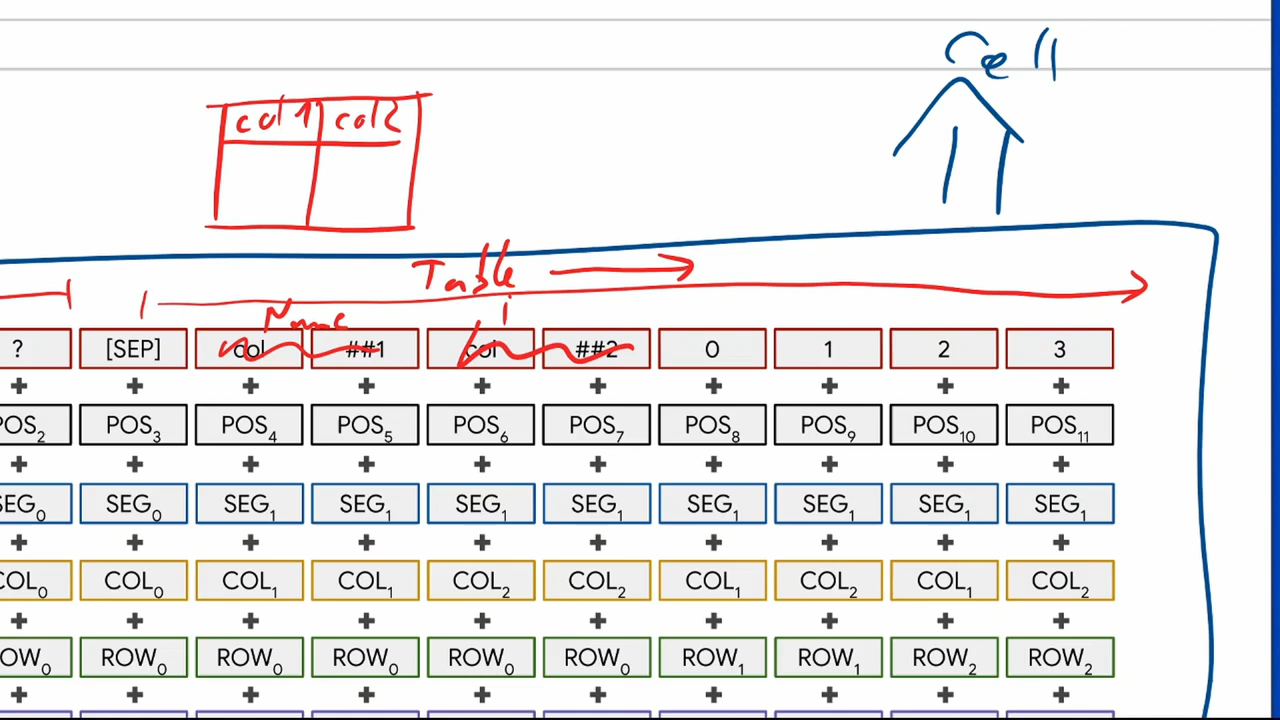 Cell
col 1 col2
Table
Name
? [SEP] col ##1 col ##2 0 1 2 3
+ + + + + + + + + +
POS2 POS3 POS4 POS5 POS6 POS7 POS8 POS9 POS10 POS11
+ + + + + + + + + +
SEG0 SEG0 SEG1 SEG1 SEG1 SEG1 SEG1 SEG1 SEG1 SEG1
+ + + + + + + + + +
COL0 COL0 COL1 COL1 COL2 COL2 COL1 COL2 COL1 COL2
+ + + + + + + + + +
ROW0 ROW0 ROW0 ROW0 ROW0 ROW0 ROW1 ROW1 ROW2 ROW2
+ + + + + + + + + +